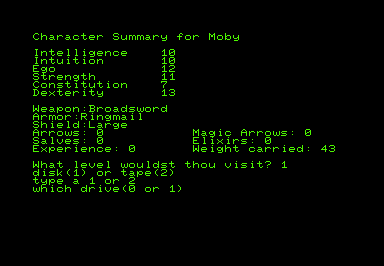 Character Summary for Moby
Intelligence 10
Intuition 10
Ego 12
Strength 11
Constitution 7
Dexterity 13
Weapon:Broadsword
Armor:Ringmail
Shield:Large
Arrows: 0 Magic Arrows: 0
Salves: 0 Elixirs: 0
Experience: 0 Weight carried: 43
What level wouldst thou visit? 1
disk(1) or tape(2)
type a 1 or 2
which drive(0 or 1)